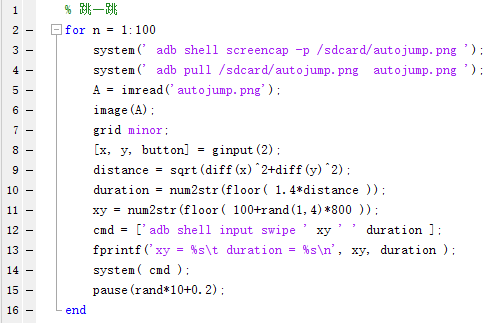 1 % 跳一跳
2 — for n = 1:100
3 — system(' adb shell screencap -p /sdcard/autojump.png ');
4 — system(' adb pull /sdcard/autojump.png autojump.png ');
5 — A = imread('autojump.png');
6 — image(A);
7 — grid minor;
8 — [x, y, button] = ginput(2);
9 — distance = sqrt(diff(x)^2+diff(y)^2);
10 — duration = num2str(floor( 1.4*distance ));
11 — xy = num2str(floor( 100+rand(1,4)*800 ));
12 — cmd = ['adb shell input swipe ' xy ' ' duration ];
13 — fprintf('xy = %s\t duration = %s\n', xy, duration );
14 — system( cmd );
15 — pause(rand*10+0.2);
16 — end